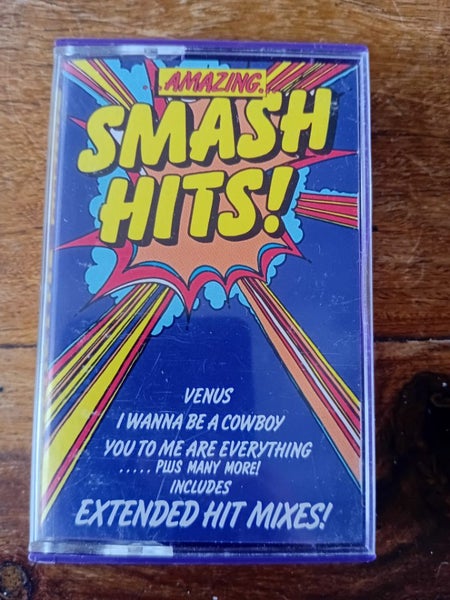 . . AMAZING. .
SMASH
HITS!
VENUS
I WANNA BE A COWBOY
YOU TO ME ARE EVERYTHING
. . . . . PLUS MANY MORE!
INCLUDES
EXTENDED HIT MIXES!